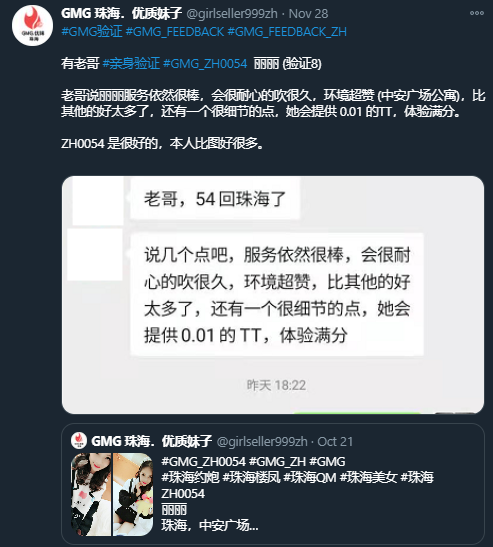 GMG 珠海．优质妹子 @girlseller999zh · Nov 28
#GMG验证 #GMG_FEEDBACK #GMG_FEEDBACK_ZH
有老哥 #亲身验证 #GMG_ZH0054 丽丽 (验证8)
老哥说丽丽服务依然很棒，会很耐心的吹很久，环境超赞 (中安广场公寓)，比
其他的好太多了，还有一个很细节的点，她会提供 0.01 的TT，体验满分。
ZH0054 是很好的，本人比图好很多。
老哥，54 回珠海了
说几个点吧，服务依然很棒，会很耐
心的吹很久，环境超赞，比其他的好
太多了，还有一个很细节的点，她会
提供 0.01 的 TT，体验满分
昨天 18:22
GMG 珠海．优质妹子 @girlseller999zh · Oct 21
#GMG_ZH0054 #GMG_ZH #GMG
#珠海约炮 #珠海楼凤 #珠海QM #珠海美女 #珠海
ZH0054
丽丽
珠海，中安广场...